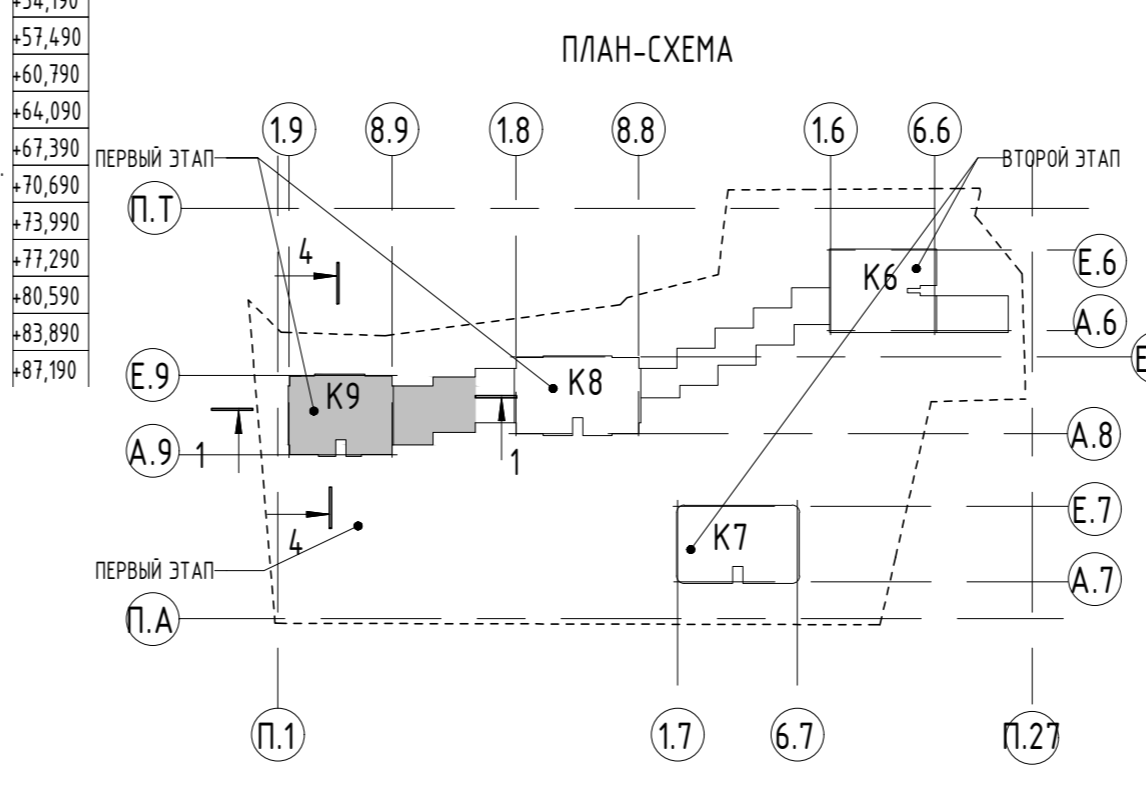 +54,190
+57,490
+60,790
+64,090
+67,390
+70,690
+73,990
+77,290
+80,590
+83,890
+87,190
ПЛАН-СХЕМА
1.9
8.9
1.8
8.8
1.6
6.6
ПЕРВЫЙ ЭТАП
ВТОРОЙ ЭТАП
П.Т
4
К6
Е.6
А.6
Е.9
К9
К8
А.9
1
1
А.8
Е.7
4
К7
ПЕРВЫЙ ЭТАП
А.7
П.А
П.1
1.7
6.7
П.27